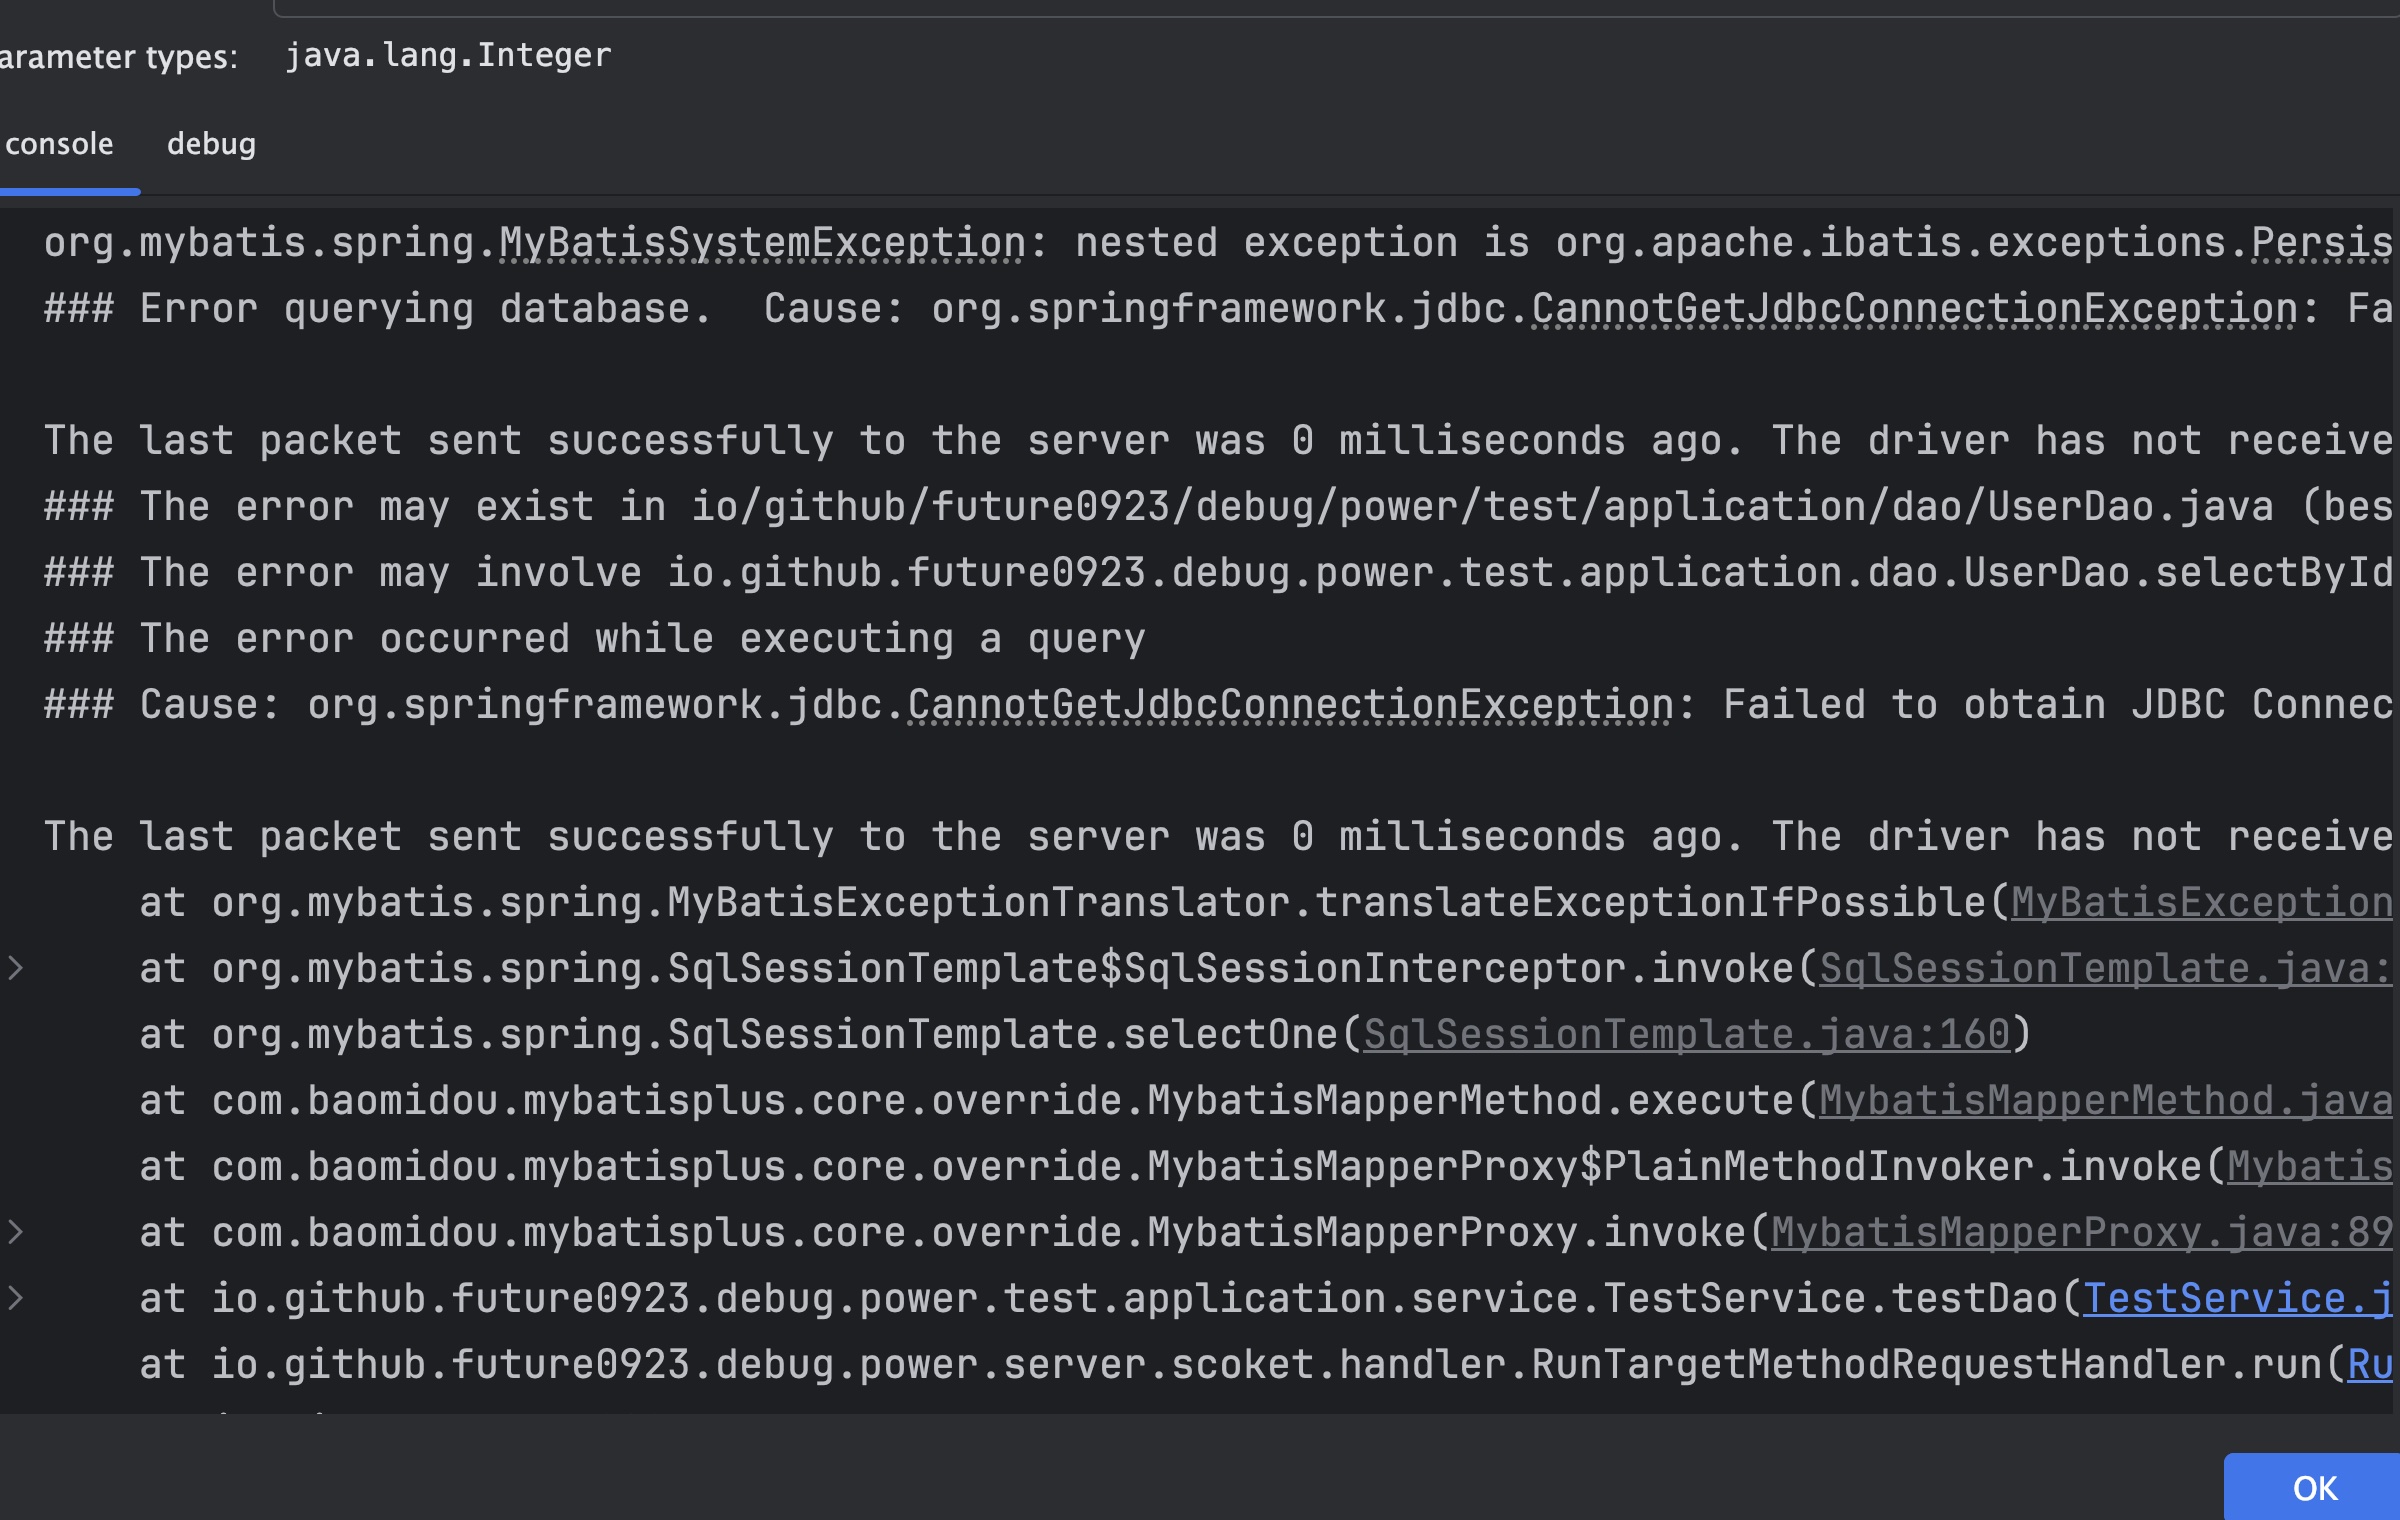 arameter types: java.lang.Integer
console debug
org.mybatis.spring.MyBatisSystemException: nested exception is org.apache.ibatis.exceptions.Persis
### Error querying database.  Cause: org.springframework.jdbc.CannotGetJdbcConnectionException: Fa
The last packet sent successfully to the server was 0 milliseconds ago. The driver has not receive
### The error may exist in io/github/future0923/debug/power/test/application/dao/UserDao.java (bes
### The error may involve io.github.future0923.debug.power.test.application.dao.UserDao.selectById
### The error occurred while executing a query
### Cause: org.springframework.jdbc.CannotGetJdbcConnectionException: Failed to obtain JDBC Connec
The last packet sent successfully to the server was 0 milliseconds ago. The driver has not receive
at org.mybatis.spring.MyBatisExceptionTranslator.translateExceptionIfPossible(MyBatisException
at org.mybatis.spring.SqlSessionTemplate$SqlSessionInterceptor.invoke(SqlSessionTemplate.java:
at org.mybatis.spring.SqlSessionTemplate.selectOne(SqlSessionTemplate.java:160)
at com.baomidou.mybatisplus.core.override.MybatisMapperMethod.execute(MybatisMapperMethod.java
at com.baomidou.mybatisplus.core.override.MybatisMapperProxy$PlainMethodInvoker.invoke(Mybatis
at com.baomidou.mybatisplus.core.override.MybatisMapperProxy.invoke(MybatisMapperProxy.java:89
at io.github.future0923.debug.power.test.application.service.TestService.testDao(TestService.j
at io.github.future0923.debug.power.server.scoket.handler.RunTargetMethodRequestHandler.run(Ru
OK